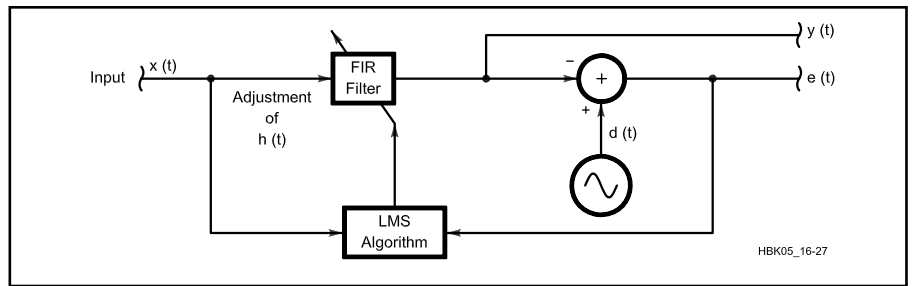 y (t)
x (t)
Input
FIR
Filter
−
+
e (t)
Adjustment
of
h (t)
+
d (t)
LMS
Algorithm
HBK05_16-27